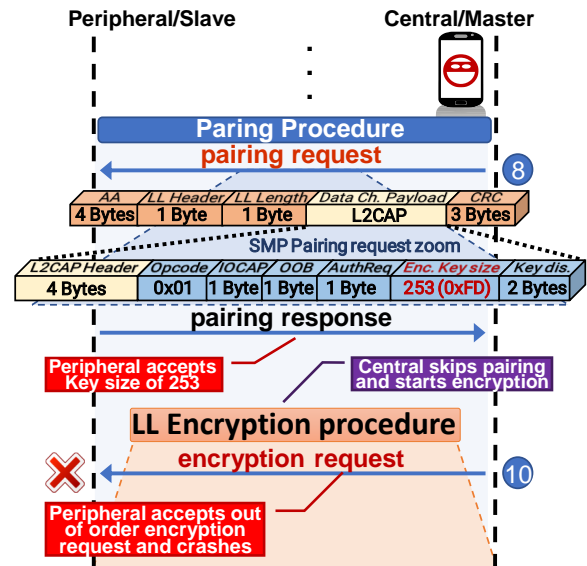 Peripheral/Slave Central/Master
Paring Procedure
pairing request 8
AA LL Header LL Length Data Ch. Payload CRC
4 Bytes 1 Byte 1 Byte L2CAP 3 Bytes
SMP Pairing request zoom
L2CAP Header Opcode IOCAP OOB AuthReq Enc. Key size Key dis.
4 Bytes 0x01 1 Byte 1 Byte 1 Byte 253 (0xFD) 2 Bytes
pairing response
Peripheral accepts
Key size of 253
Central skips pairing
and starts encryption
LL Encryption procedure
encryption request 10
Peripheral accepts out
of order encryption
request and crashes